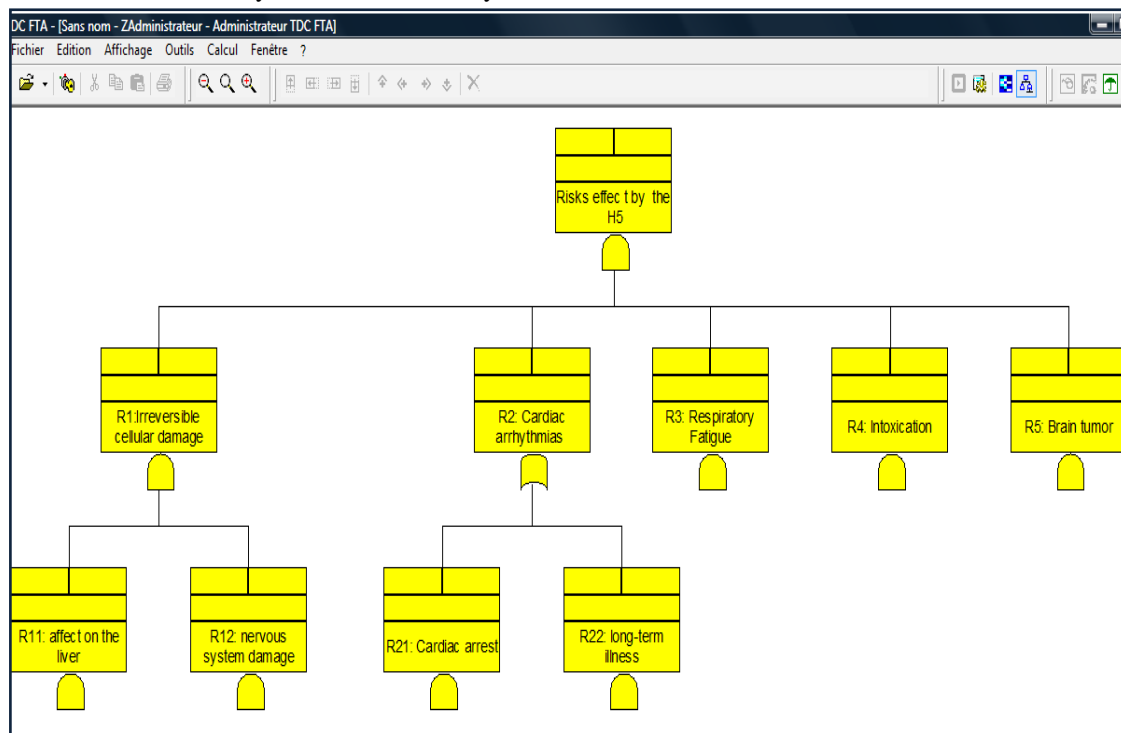 DC FTA - [Sans nom - ZAdministrateur - Administrateur TDC FTA]
Fichier Edition Affichage Outils Calcul Fenêtre ?
Risks effec t by the
H5
R1:Irreversible
cellular damage
R2: Cardiac
arrhythmias
R3: Respiratory
Fatigue
R4: Intoxication
R5: Brain tumor
R11: affect on the
liver
R12: nervous
system damage
R21: Cardiac arrest
R22: long-term
illness